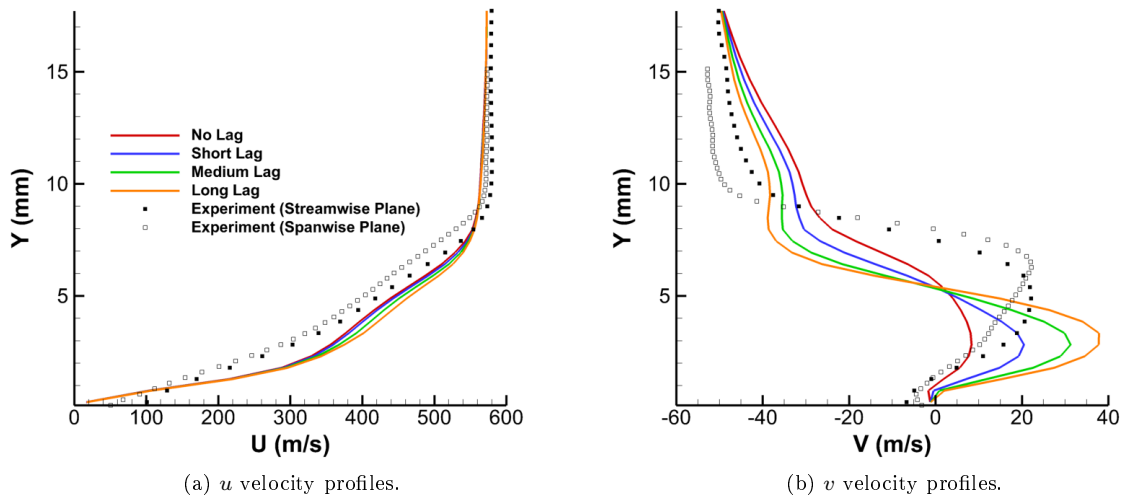 15
10
5
0
100
200
300
400
500
600
Y (mm)
U (m/s)
No Lag
Short Lag
Medium Lag
Long Lag
Experiment (Streamwise Plane)
Experiment (Spanwise Plane)
(a) u velocity profiles.
15
10
5
-60
-40
-20
0
20
40
Y (mm)
V (m/s)
(b) v velocity profiles.